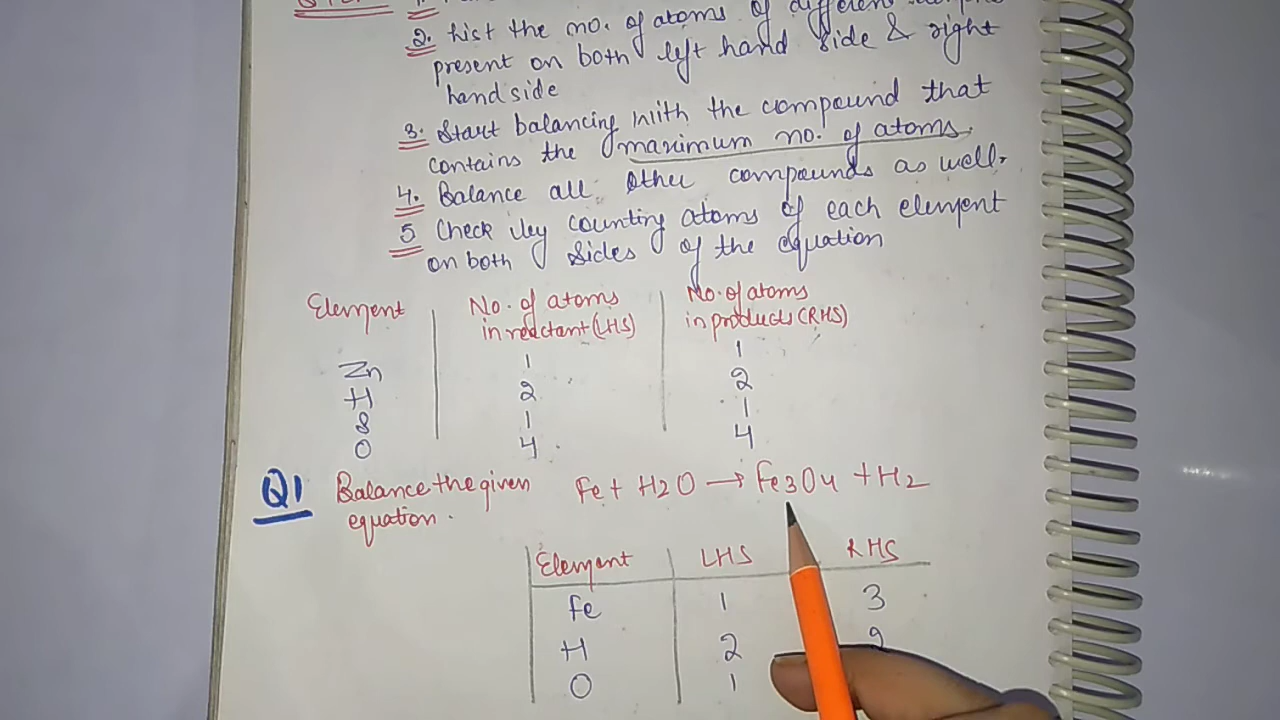 2. List the no. of atoms of different
present on both left hand side & right
hand side
3. Start balancing with the compound that
contains the maximum no. of atoms.
4. Balance all other compounds as well.
5 Check by counting atoms of each element
on both sides of the equation
Element No. of atoms in reactant (LHS) No. of atoms in products (RHS)
Zn 1 1
H 2 2
S 1 1
O 4 4
Q1 Balance the given equation. Fe + H2O → Fe3O4 + H2
Element LHS RHS
Fe 1 3
H 2 2
O 1